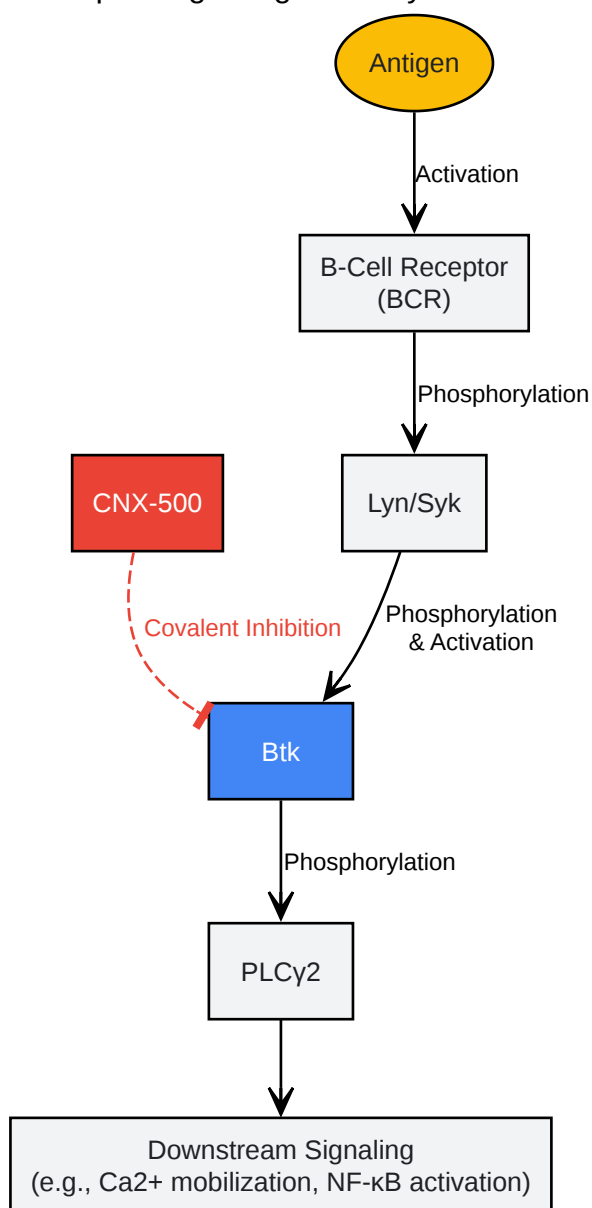 Antigen
Activation
B-Cell Receptor
(BCR)
Phosphorylation
CNX-500
Lyn/Syk
Covalent Inhibition
Phosphorylation
& Activation
Btk
Phosphorylation
PLCγ2
Downstream Signaling
(e.g., Ca2+ mobilization, NF-κB activation)